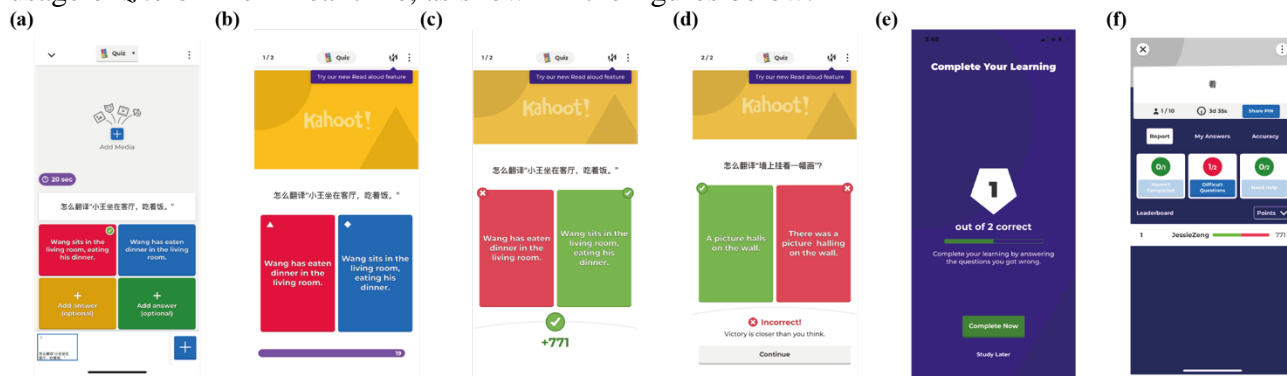 (a)
Quiz
Add Media
20 sec
怎么翻译“小王坐在客厅，吃着饭。”
Wang sits in the living room, eating his dinner.
Wang has eaten dinner in the living room.
Add answer (optional)
Add answer (optional)
(b)
1/2
Quiz
Try our new Read aloud feature
Kahoot!
怎么翻译“小王坐在客厅，吃着饭。”
Wang has eaten dinner in the living room.
Wang sits in the living room, eating his dinner.
19
(c)
1/2
Quiz
Try our new Read aloud feature
Kahoot!
怎么翻译“小王坐在客厅，吃着饭。”
Wang has eaten dinner in the living room.
Wang sits in the living room, eating his dinner.
+771
(d)
2/2
Quiz
Try our new Read aloud feature
Kahoot!
怎么翻译“墙上挂着一幅画”?
A picture halls on the wall.
There was a picture halling on the wall.
Incorrect!
Victory is closer than you think.
Continue
(e)
Complete Your Learning
1
out of 2 correct
Complete your learning by answering
the questions you got wrong.
Complete Now
Study Later
(f)
着
1/10
3d 35s
Share PIN
Report
My Answers
Accuracy
0/1
1/2
Difficult Questions
0/2
Need Help
Leaderboard
Points
1
JessieZeng
771